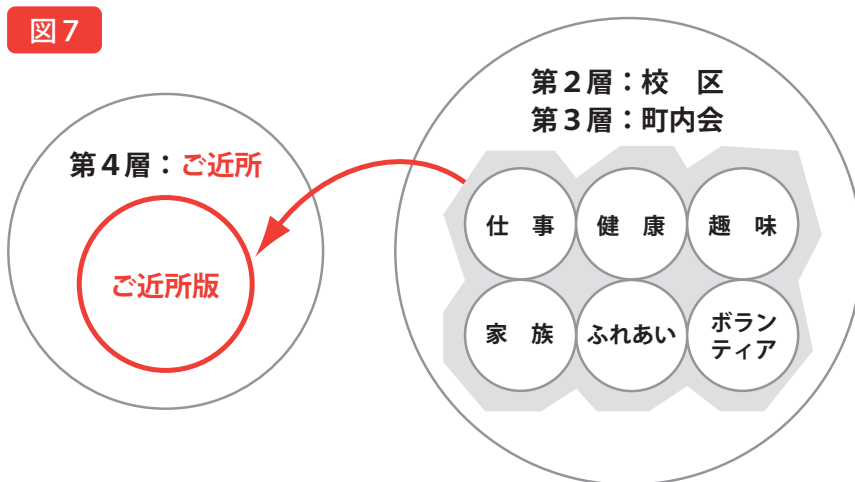 図7
第4層：ご近所
ご近所版
第2層：校　区
第3層：町内会
仕　事
健　康
趣　味
家　族
ふれあい
ボラン
ティア